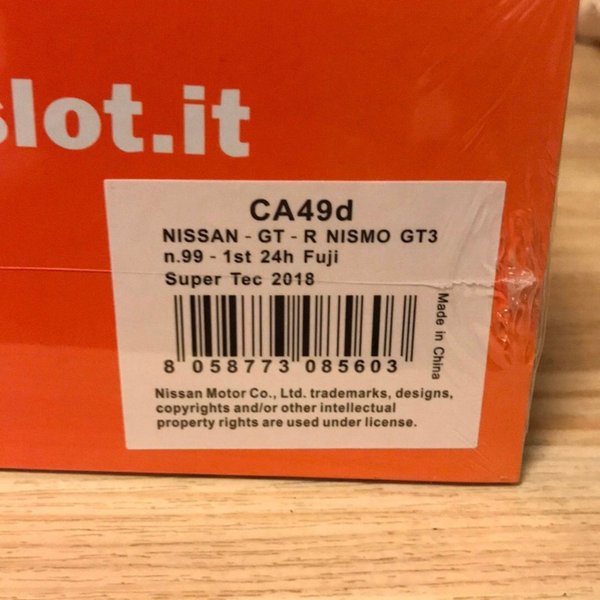 slot.it
CA49d
NISSAN - GT - R NISMO GT3
n.99 - 1st 24h Fuji
Super Tec 2018
Made in China
8 058773 085603
Nissan Motor Co., Ltd. trademarks, designs,
copyrights and/or other intellectual
property rights are used under license.